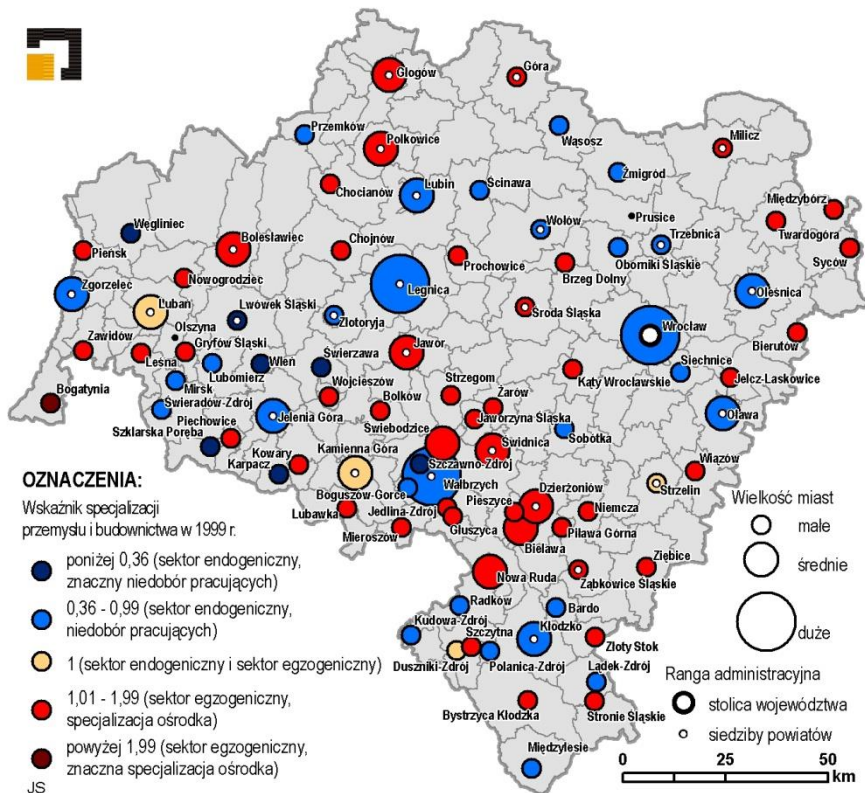 Głogów
Góra
Przemków
Polkowice
Wąsosz
Milicz
Żmigród
Chocianów
Lubin
Ścinawa
Międzybórz
Węgliniec
Wołów
Prusice
Trzebnica
Twardogóra
Pieńsk
Bolesławiec
Chojnów
Prochowice
Brzeg Dolny
Oborniki Śląskie
Syców
Zgorzelec
Nowogrodziec
Legnica
Oleśnica
Lubań
Lwówek Śląski
Złotoryja
Środa Śląska
Wrocław
Olszyna
Bierutów
Zawidów
Leśna
Gryfów Śląski
Jawor
Wleń
Świerzawa
Siechnice
Lubomierz
Kąty Wrocławskie
Jelcz-Laskowice
Bogatynia
Mirsk
Wojcieszów
Strzegom
Żarów
Świeradów-Zdrój
Bolków
Jaworzyna Śląska
Oława
Piechowice
Jelenia Góra
Świebodzice
Sobótka
Szklarska Poręba
Kowary
Kamienna Góra
Świdnica
Karpacz
Szczawno-Zdrój
Wiązów
OZNACZENIA:
Wałbrzych
Dzierżoniów
Strzelin
Wielkość miast
Boguszów-Gorce
Pieszyce
Niemcza
Wskaźnik specjalizacji
przemysłu i budownictwa w 1999 r.
Lubawka
Jedlina-Zdrój
małe
Mieroszów
Głuszyca
Piława Górna
Bielawa
Ziębice
średnie
poniżej 0,36 (sektor endogeniczny,
znaczny niedobór pracujących)
Nowa Ruda
Ząbkowice Śląskie
0,36 - 0,99 (sektor endogeniczny,
niedobór pracujących)
Radków
Bardo
duże
Kudowa-Zdrój
Kłodzko
Szczytna
Złoty Stok
1 (sektor endogeniczny i sektor egzogeniczny)
Duszniki-Zdrój
Polanica-Zdrój
Lądek-Zdrój
Ranga administracyjna
1,01 - 1,99 (sektor egzogeniczny,
specjalizacja ośrodka)
stolica województwa
Bystrzyca Kłodzka
Stronie Śląskie
siedziby powiatów
powyżej 1,99 (sektor egzogeniczny,
znaczna specjalizacja ośrodka)
Międzylesie
0 25 50
km
JS